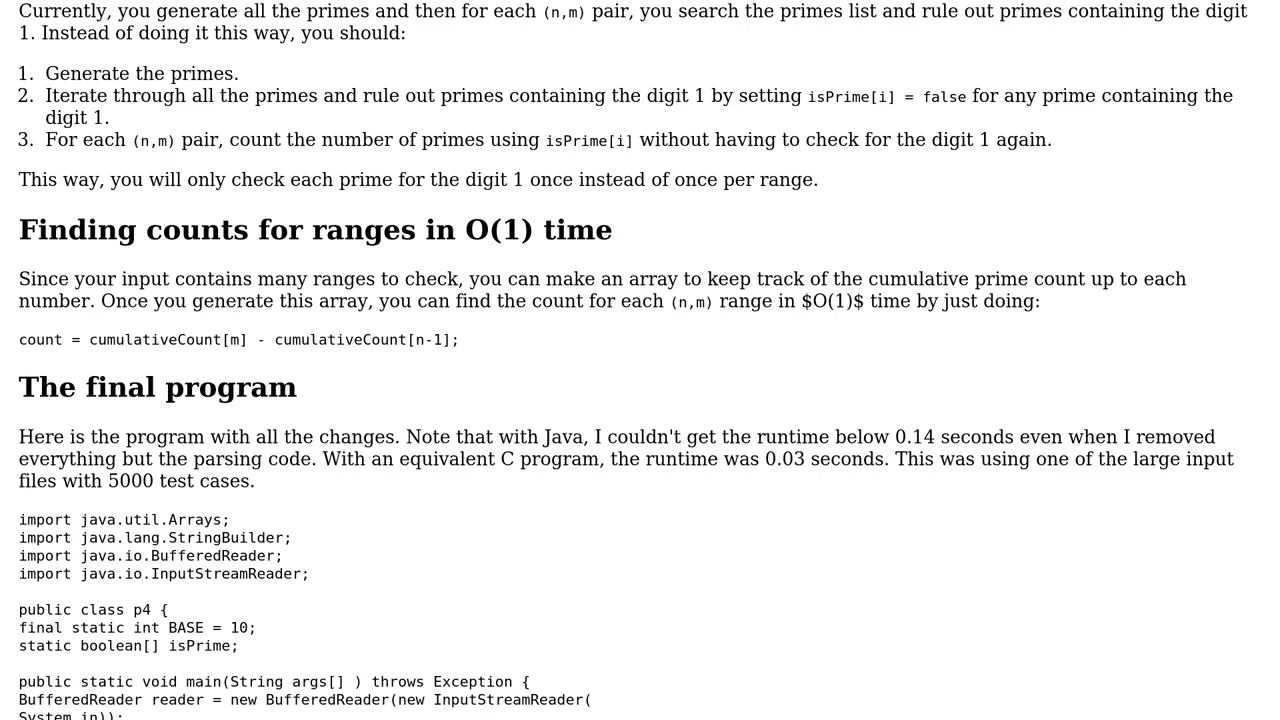 Currently, you generate all the primes and then for each (n,m) pair, you search the primes list and rule out primes containing the digit
1. Instead of doing it this way, you should:
1. Generate the primes.
2. Iterate through all the primes and rule out primes containing the digit 1 by setting isPrime[i] = false for any prime containing the
digit 1.
3. For each (n,m) pair, count the number of primes using isPrime[i] without having to check for the digit 1 again.
This way, you will only check each prime for the digit 1 once instead of once per range.
Finding counts for ranges in O(1) time
Since your input contains many ranges to check, you can make an array to keep track of the cumulative prime count up to each
number. Once you generate this array, you can find the count for each (n,m) range in $O(1)$ time by just doing:
count = cumulativeCount[m] - cumulativeCount[n-1];
The final program
Here is the program with all the changes. Note that with Java, I couldn't get the runtime below 0.14 seconds even when I removed
everything but the parsing code. With an equivalent C program, the runtime was 0.03 seconds. This was using one of the large input
files with 5000 test cases.
import java.util.Arrays;
import java.lang.StringBuilder;
import java.io.BufferedReader;
import java.io.InputStreamReader;
public class p4 {
final static int BASE = 10;
static boolean[] isPrime;
public static void main(String args[] ) throws Exception {
BufferedReader reader = new BufferedReader(new InputStreamReader(
System.in));